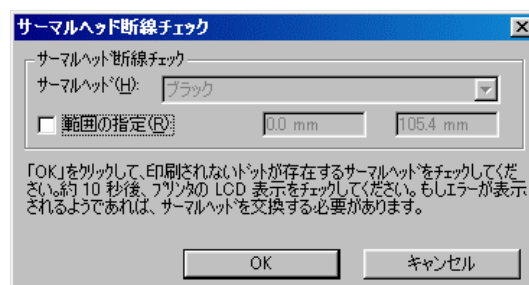 サーマルヘッド断線チェック
サーマルヘッド断線チェック
サーマルヘッド(H): ブラック
範囲の指定(R) 0.0 mm 105.4 mm
「OK」をクリックして、印刷されないドットが存在するサーマルヘッドをチェックしてくだ
さい。約 10 秒後、プリンタの LCD 表示をチェックしてください。もしエラーが表示
されるようであれば、サーマルヘッドを交換する必要があります。
OK キャンセル